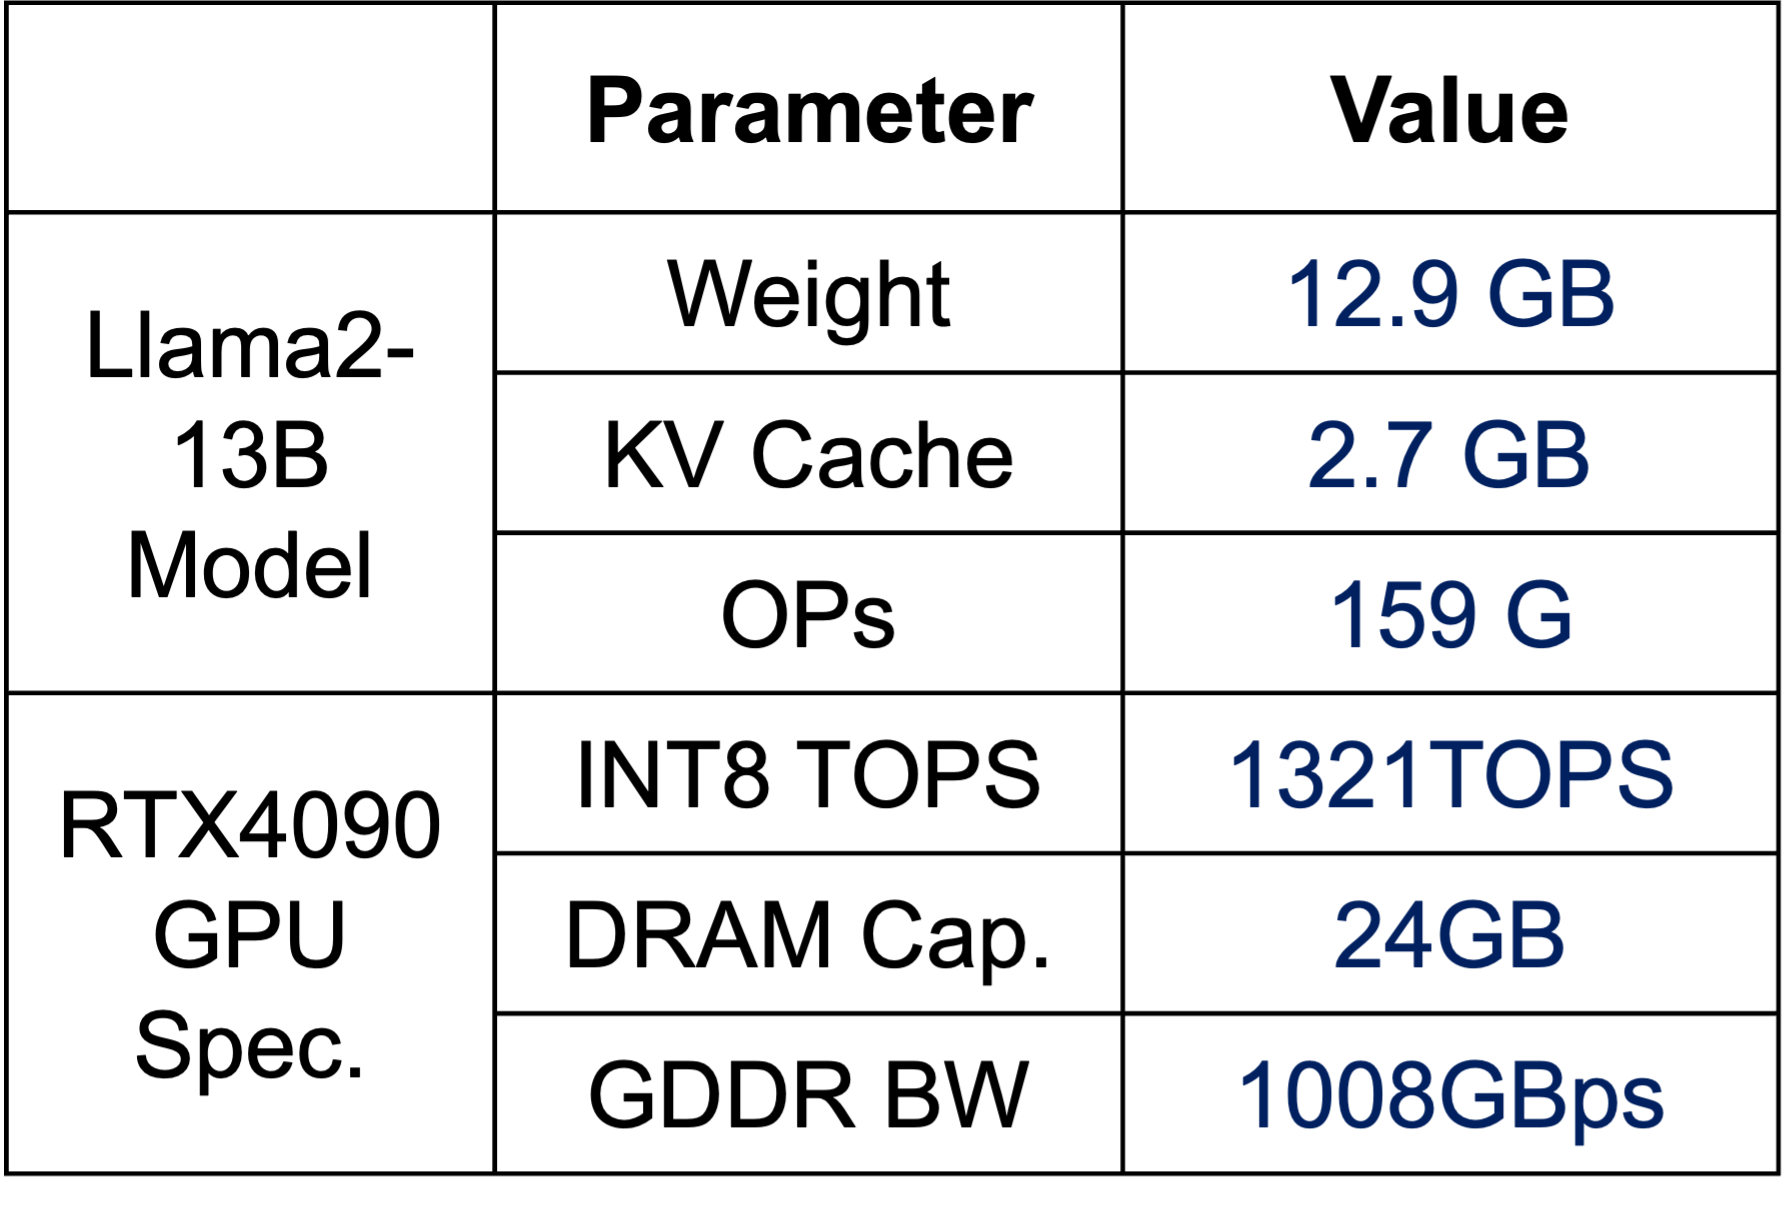 Parameter Value
Llama2-
13B
Model
Weight 12.9 GB
KV Cache 2.7 GB
OPs 159 G
RTX4090
GPU
Spec.
INT8 TOPS 1321TOPS
DRAM Cap. 24GB
GDDR BW 1008GBps